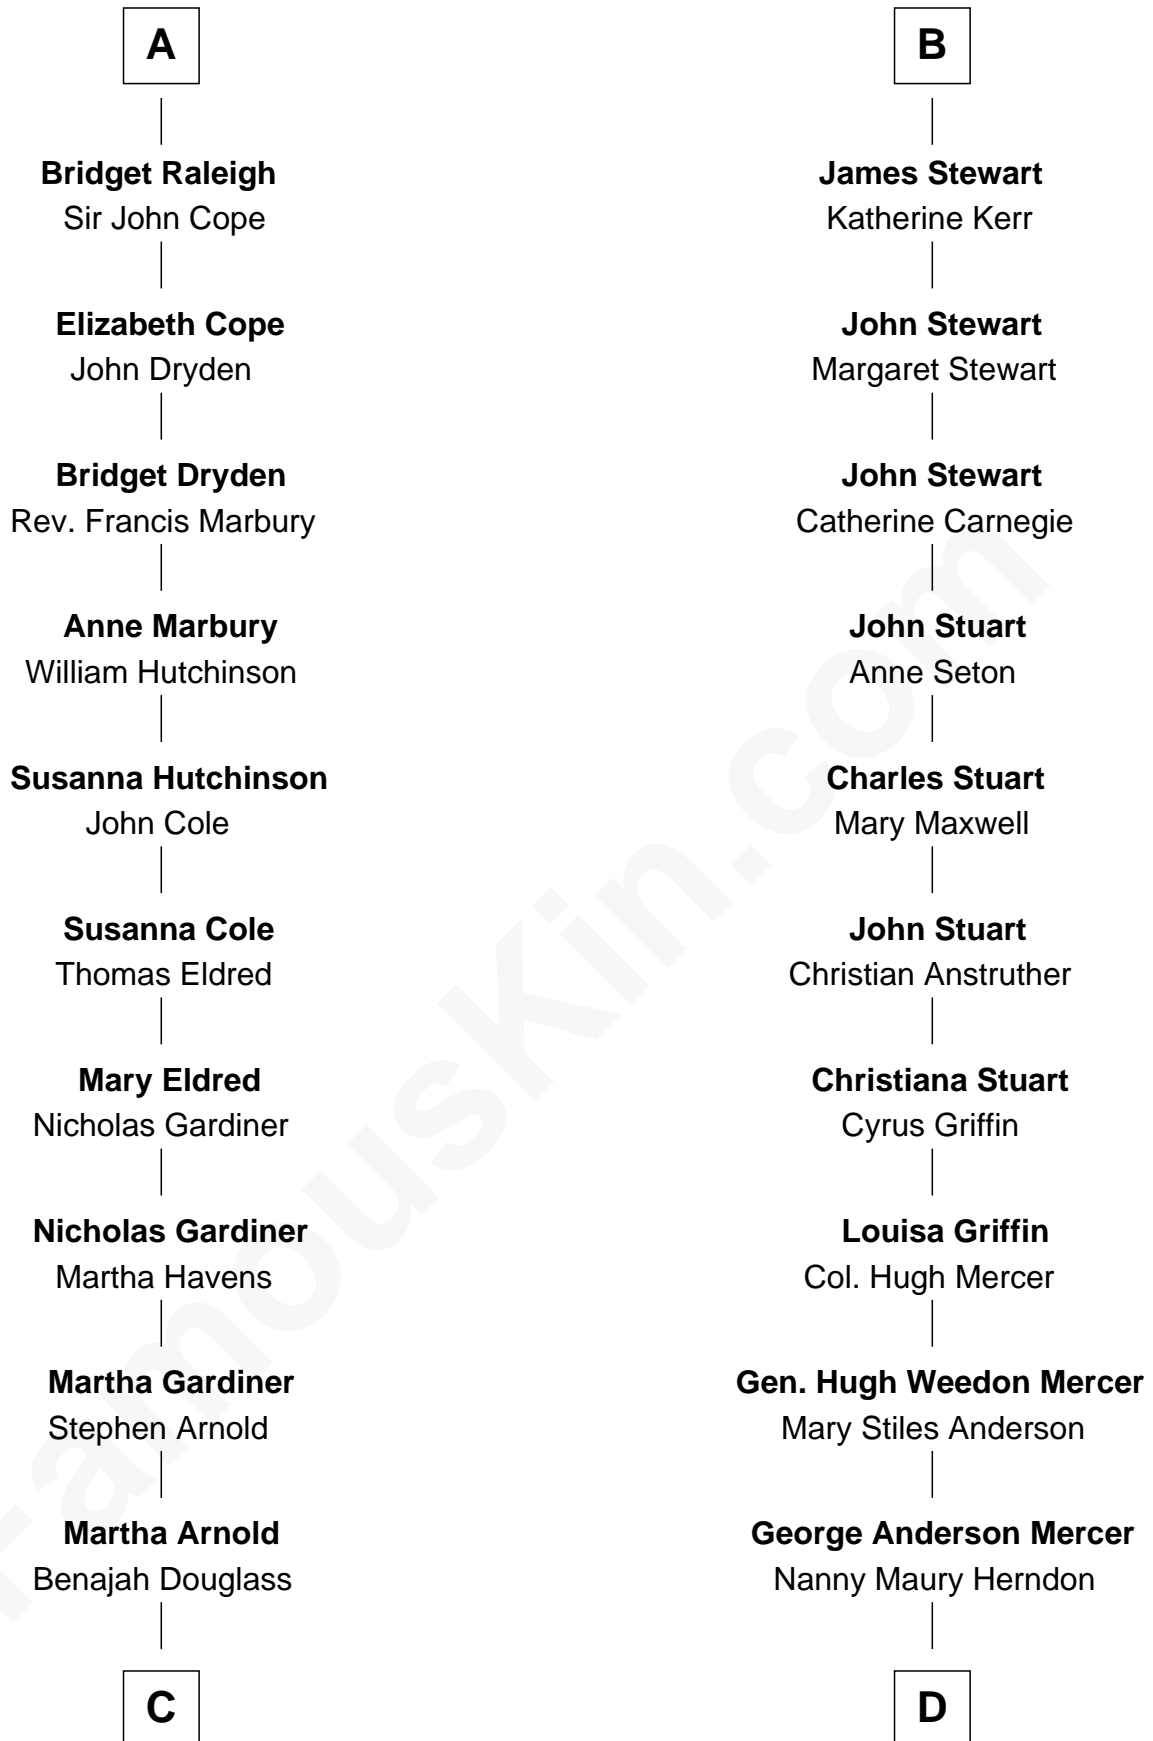 A
Bridget Raleigh
Sir John Cope
Elizabeth Cope
John Dryden
Bridget Dryden
Rev. Francis Marbury
Anne Marbury
William Hutchinson
Susanna Hutchinson
John Cole
Susanna Cole
Thomas Eldred
Mary Eldred
Nicholas Gardiner
Nicholas Gardiner
Martha Havens
Martha Gardiner
Stephen Arnold
Martha Arnold
Benajah Douglass
C
B
James Stewart
Katherine Kerr
John Stewart
Margaret Stewart
John Stewart
Catherine Carnegie
John Stuart
Anne Seton
Charles Stuart
Mary Maxwell
John Stuart
Christian Anstruther
Christiana Stuart
Cyrus Griffin
Louisa Griffin
Col. Hugh Mercer
Gen. Hugh Weedon Mercer
Mary Stiles Anderson
George Anderson Mercer
Nanny Maury Herndon
D
FamousKin.com